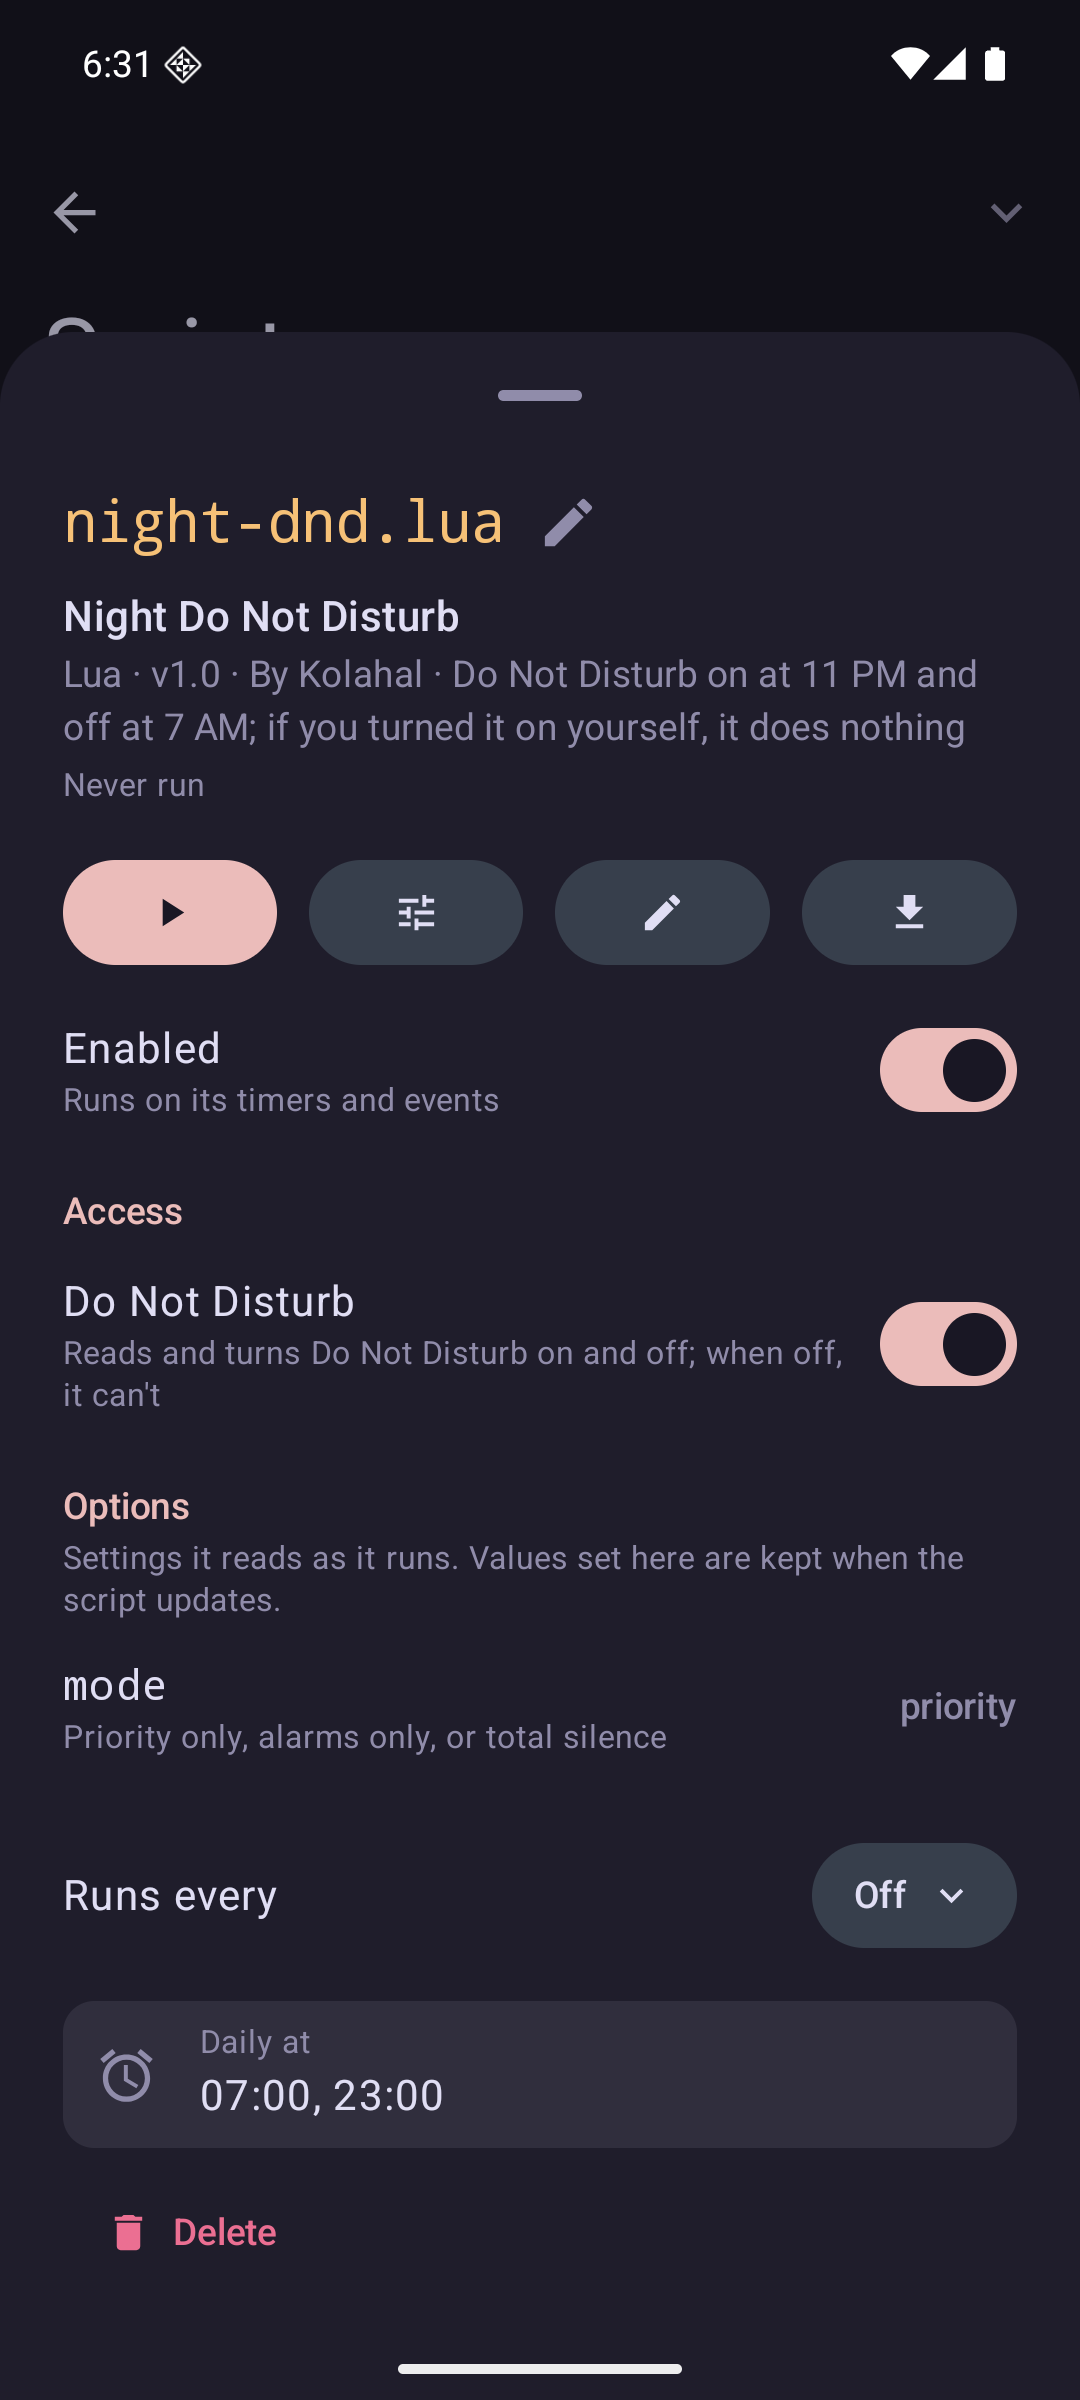 6:31
night-dnd.lua
Night Do Not Disturb
Lua · v1.0 · By Kolahal · Do Not Disturb on at 11 PM and
off at 7 AM; if you turned it on yourself, it does nothing
Never run
Enabled
Runs on its timers and events
Access
Do Not Disturb
Reads and turns Do Not Disturb on and off; when off,
it can't
Options
Settings it reads as it runs. Values set here are kept when the
script updates.
mode
priority
Priority only, alarms only, or total silence
Runs every
Off
Daily at
07:00, 23:00
Delete